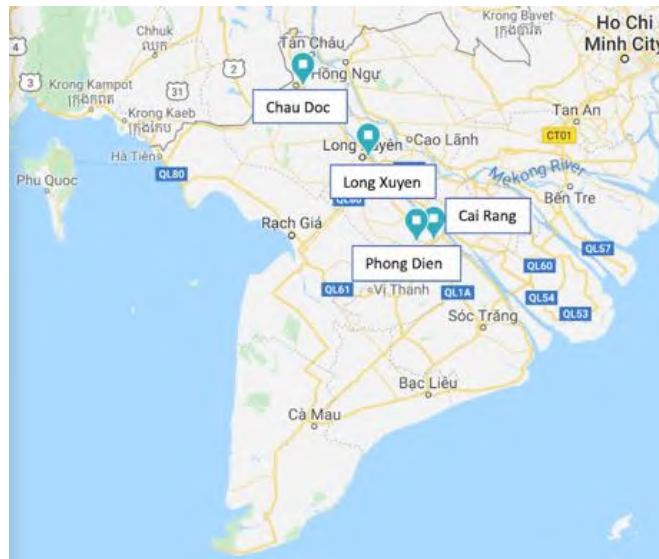 Krong Bavet
ក្រុងបាវិត
Ho Chi
Minh City
Chhuk
ឈូក
Tân Châu
Hồng Ngự
4
3
2
31
Krong Kampot
ក្រុងកំពត
Krong Kaeb
ក្រុងកែប
Chau Doc
Tan An
CT01
Cao Lãnh
Long Xuyên
Hà Tiên
QL80
Phu Quoc
Mekong River
Long Xuyen
Bến Tre
Cai Rang
Rạch Giá
QL57
Phong Dien
QL60
QL61
Vị Thanh
QL1A
QL54
QL53
Sóc Trăng
Bạc Liêu
Cà Mau